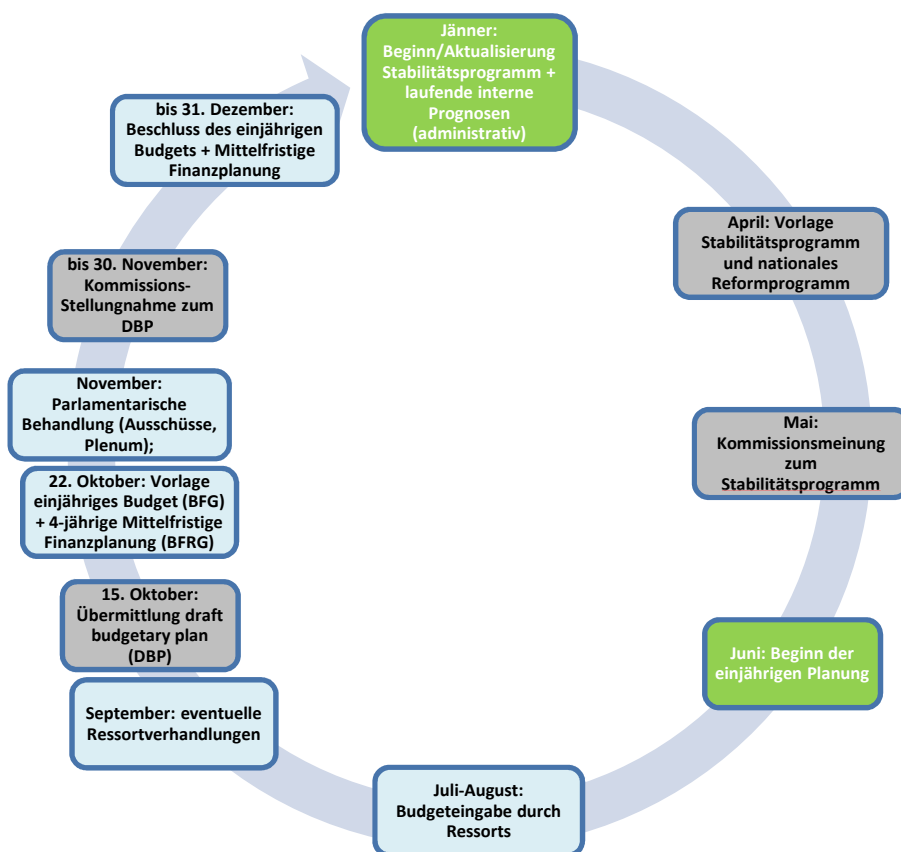 Jänner:
Beginn/Aktualisierung
Stabilitätsprogramm +
laufende interne
Prognosen
(administrativ)
April: Vorlage
Stabilitätsprogramm
und nationales
Reformprogramm
Mai:
Kommissionsmeinung
zum
Stabilitätsprogramm
Juni: Beginn der
einjährigen Planung
Juli-August:
Budgeteingabe durch
Ressorts
September: eventuelle
Ressortverhandlungen
15. Oktober:
Übermittlung draft
budgetary plan
(DBP)
22. Oktober: Vorlage
einjähriges Budget (BFG)
+ 4-jährige Mittelfristige
Finanzplanung (BFRG)
November:
Parlamentarische
Behandlung (Ausschüsse,
Plenum);
bis 30. November:
Kommissions-
Stellungnahme zum
DBP
bis 31. Dezember:
Beschluss des einjährigen
Budgets + Mittelfristige
Finanzplanung